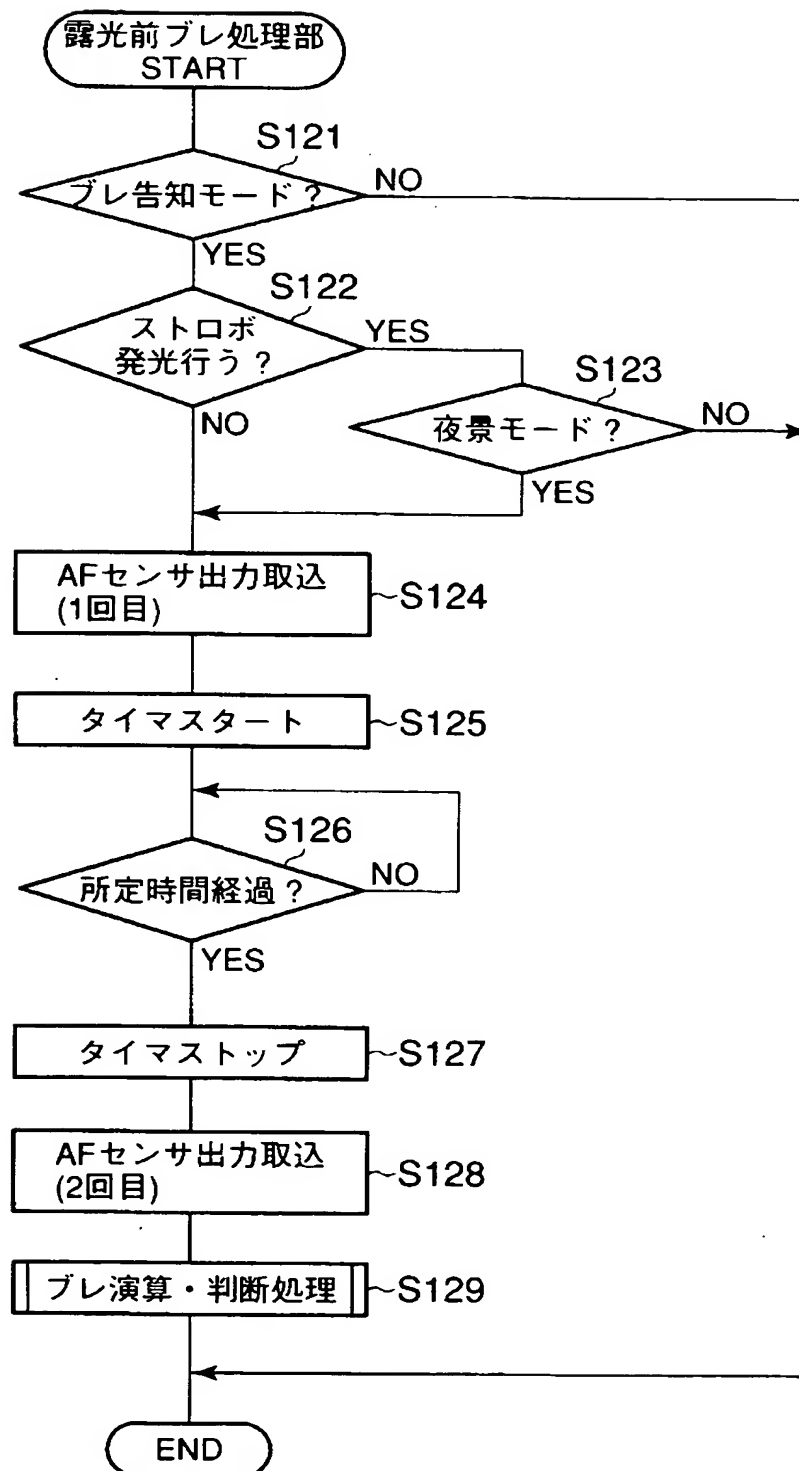 露光前ブレ処理部
START
S121
ブレ告知モード?
NO
YES
S122
ストロボ
発光行う?
YES
S123
NO
夜景モード?
NO
YES
AFセンサ出力取込
(1回目)
S124
タイマスタート
S125
S126
所定時間経過?
NO
YES
タイマストップ
S127
AFセンサ出力取込
(2回目)
S128
ブレ演算・判断処理
S129
END